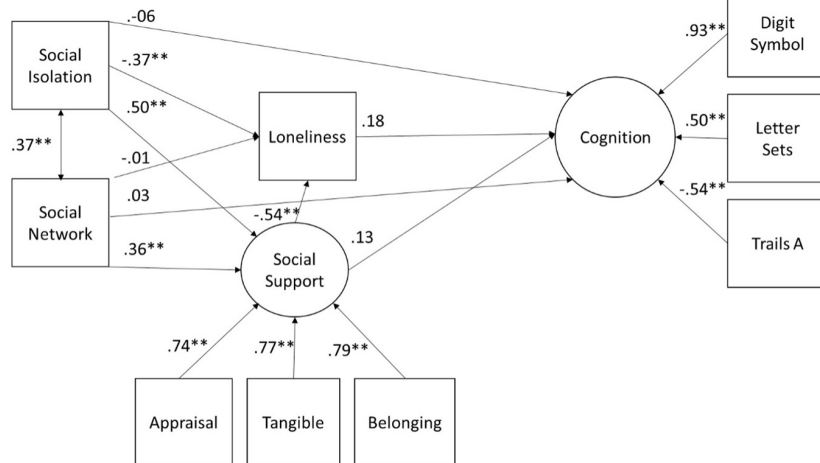 .-06
Digit
Symbol
.93**
Social
Isolation
-.37**
.50**
Loneliness
.18
Cognition
.50**
Letter
Sets
.37**
-.01
.03
-.54**
Social
Network
-.54**
.36**
.13
Social
Support
Trails A
.74**
.77**
.79**
Appraisal
Tangible
Belonging